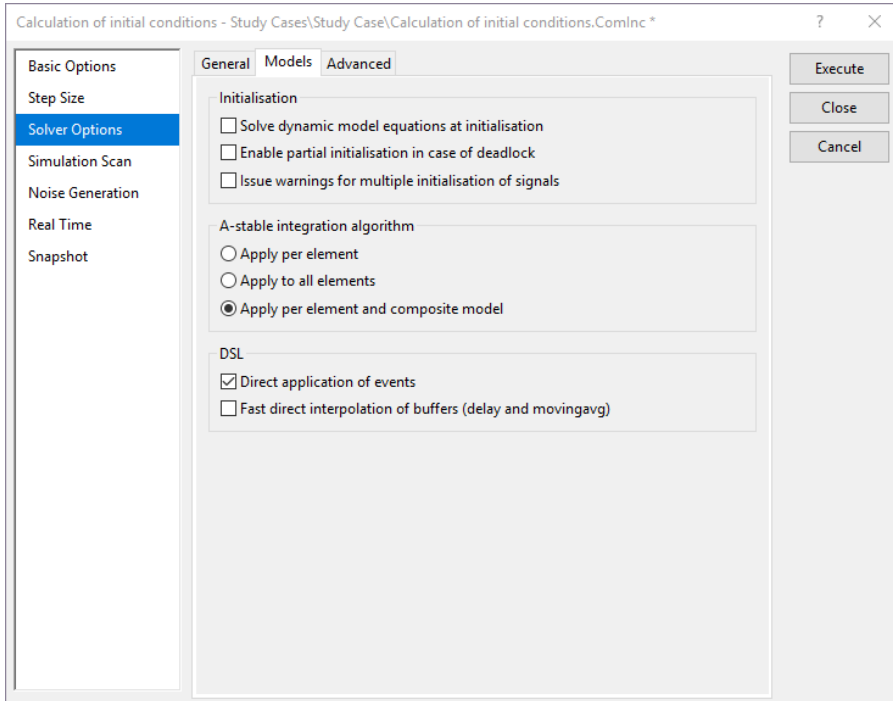 Calculation of initial conditions - Study Cases\Study Case\Calculation of initial conditions.ComInc * ?
Basic Options
Step Size
Solver Options
Simulation Scan
Noise Generation
Real Time
Snapshot
General Models Advanced
Initialisation
Solve dynamic model equations at initialisation
Enable partial initialisation in case of deadlock
Issue warnings for multiple initialisation of signals
A-stable integration algorithm
Apply per element
Apply to all elements
Apply per element and composite model
DSL
Direct application of events
Fast direct interpolation of buffers (delay and movingavg)
Execute
Close
Cancel